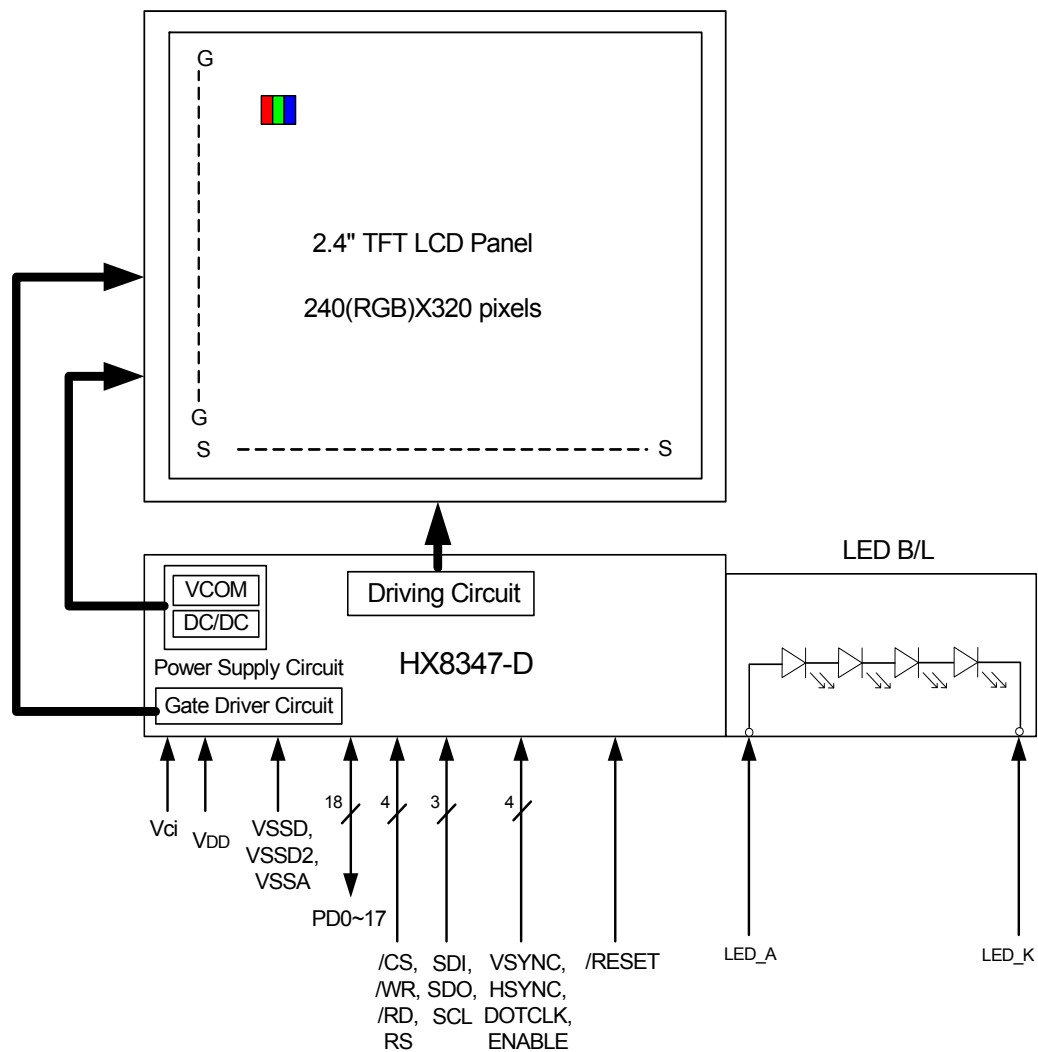 G
2.4" TFT LCD Panel
240(RGB)X320 pixels
G
S
S
LED B/L
VCOM
DC/DC
Driving Circuit
Power Supply Circuit
HX8347-D
Gate Driver Circuit
18
4
3
4
Vci
VDD
VSSD,
VSSD2,
VSSA
PD0~17
/CS,
/WR,
/RD,
RS
SDI,
SDO,
SCL
VSYNC,
HSYNC,
DOTCLK,
ENABLE
/RESET
LED_A
LED_K